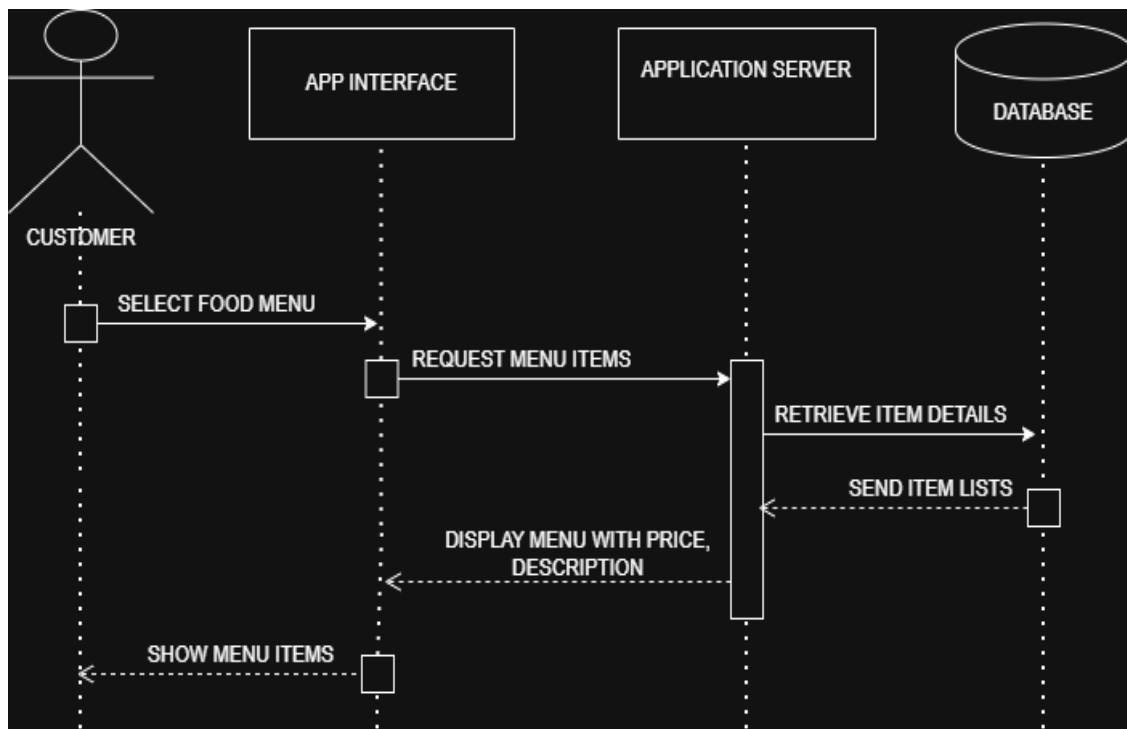 APP INTERFACE
APPLICATION SERVER
DATABASE
CUSTOMER
SELECT FOOD MENU
REQUEST MENU ITEMS
RETRIEVE ITEM DETAILS
SEND ITEM LISTS
DISPLAY MENU WITH PRICE,
DESCRIPTION
SHOW MENU ITEMS